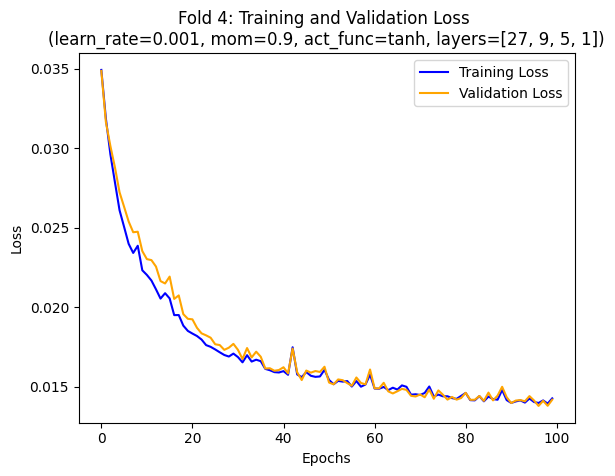 Fold 4: Training and Validation Loss
(learn_rate=0.001, mom=0.9, act_func=tanh, layers=[27, 9, 5, 1])
Training Loss
Validation Loss
Loss
0.035
0.030
0.025
0.020
0.015
0
20
40
60
80
100
Epochs